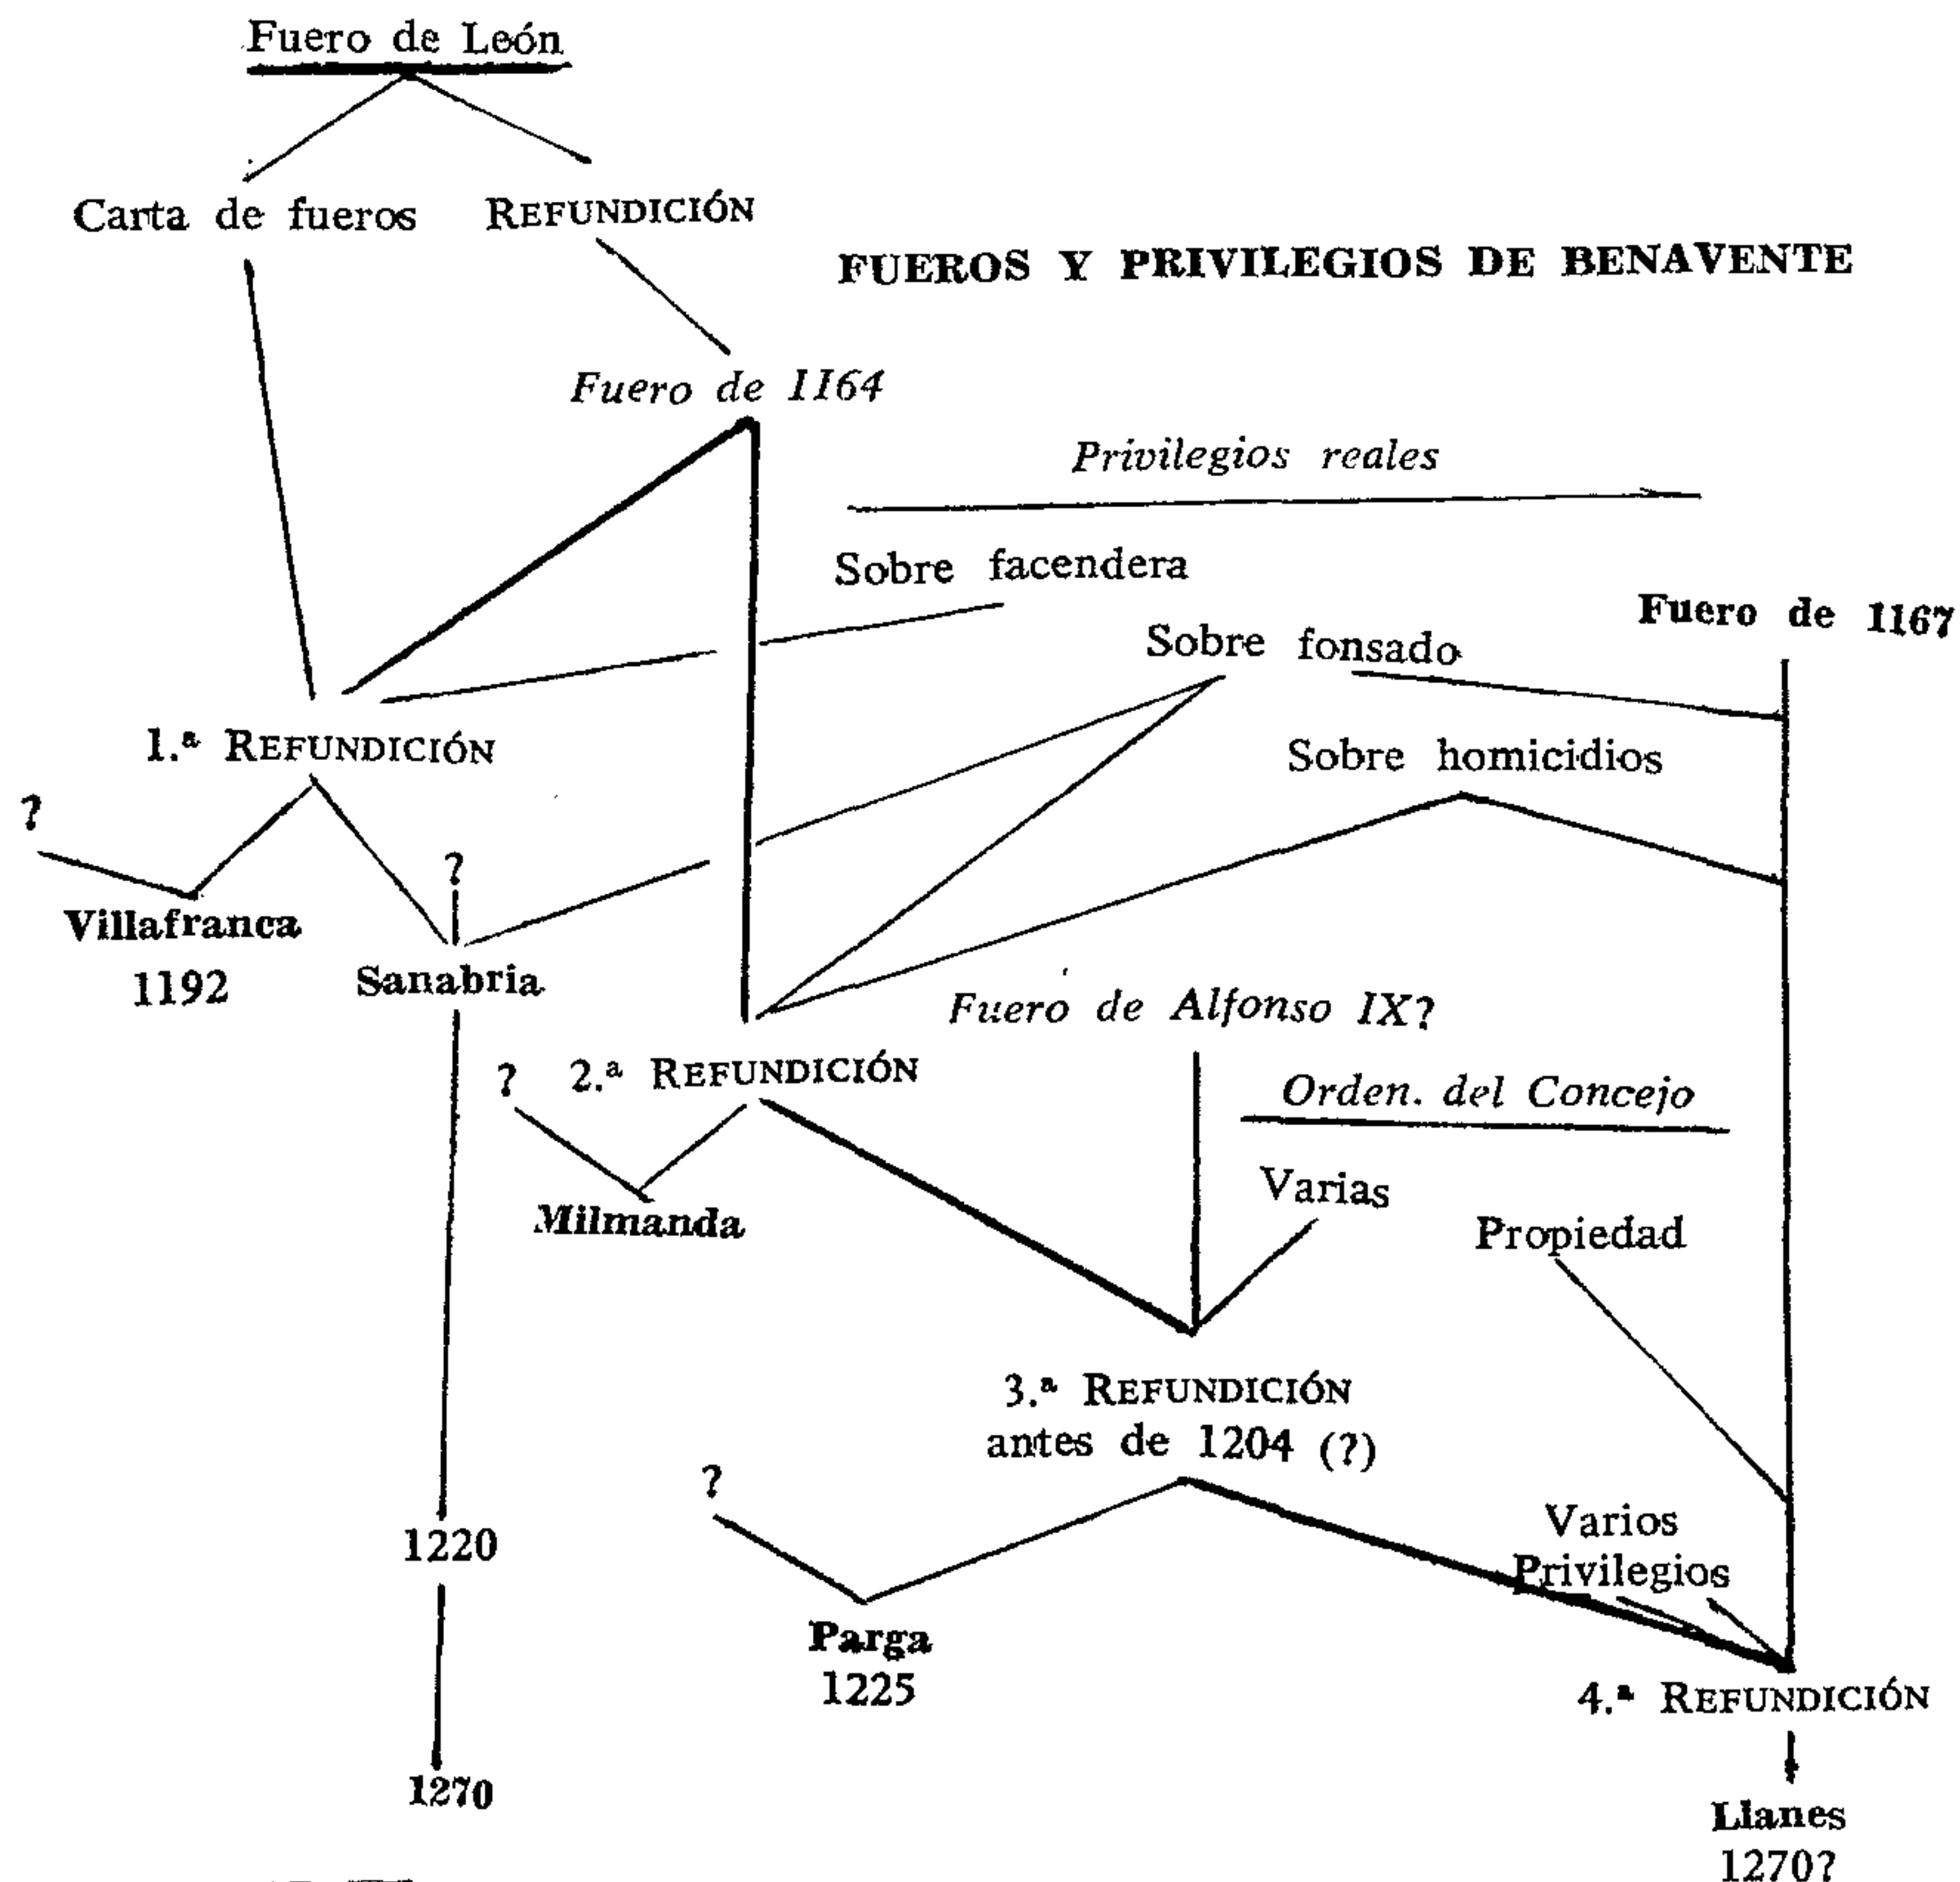 Fuero de León
Carta de fueros
REFUNDICIÓN
FUEROS Y PRIVILEGIOS DE BENAVENTE
Fuero de 1164
Privilegios reales
Sobre facendera
Fuero de 1167
Sobre fonsado
1.ª REFUNDICIÓN
Sobre homicidios
?
?
Villafranca
1192
Sanabria
Fuero de Alfonso IX?
? 
2.ª REFUNDICIÓN
Orden. del Concejo
Varias
Milmanda
Propiedad
3.ª REFUNDICIÓN
antes de 1204 (?)
?
1220
Varios
Privilegios
Parga
1225
4.ª REFUNDICIÓN
1270
Llanes
1270?